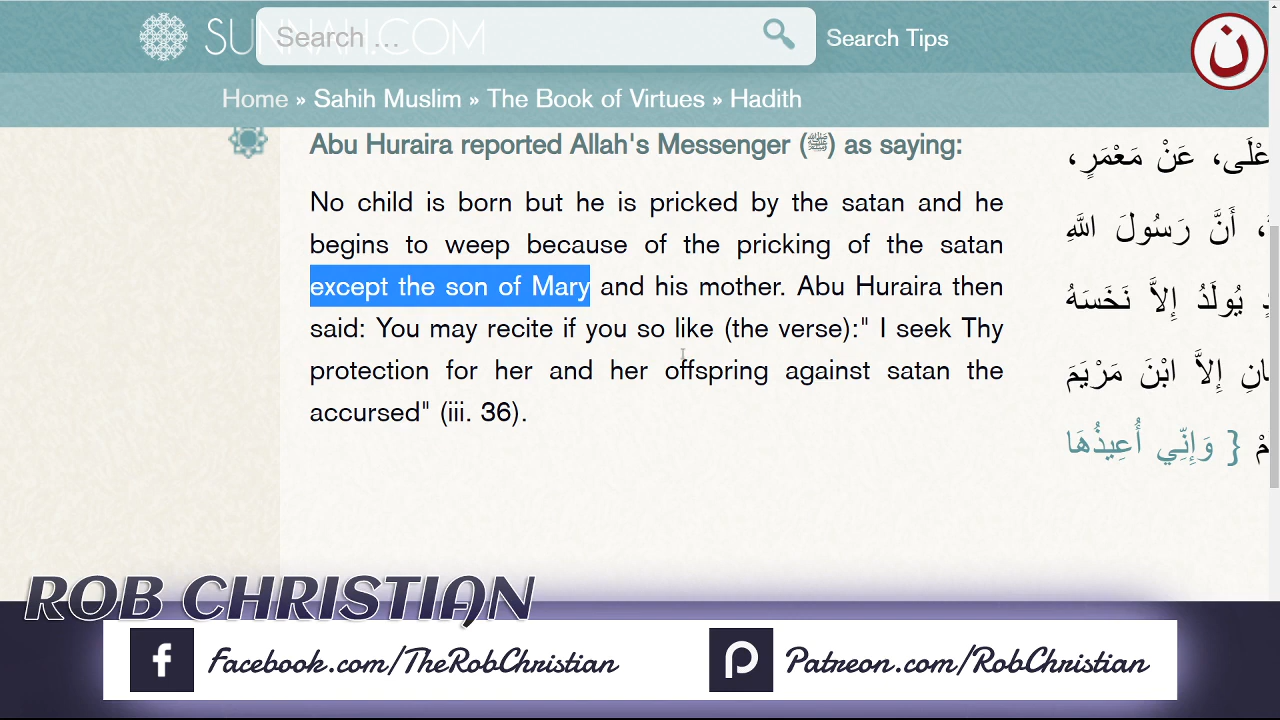 SUNNAH.COM
Search ...
Search Tips
ن
Home » Sahih Muslim » The Book of Virtues » Hadith
Abu Huraira reported Allah's Messenger (ﷺ) as saying:
No child is born but he is pricked by the satan and he
begins to weep because of the pricking of the satan
except the son of Mary and his mother. Abu Huraira then
said: You may recite if you so like (the verse):" I seek Thy
protection for her and her offspring against satan the
accursed" (iii. 36).
عْلَى، عَنْ مَعْمَرٍ،
، أَنَّ رَسُولَ اللَّهِ
يُولَدُ إِلاَّ نَخَسَهُ
إِلاَّ ابْنَ مَرْيَمَ
{ وَإِنِّي أُعِيذُهَا
ROB CHRISTIAN
f Facebook.com/TheRobChristian
Patreon.com/RobChristian